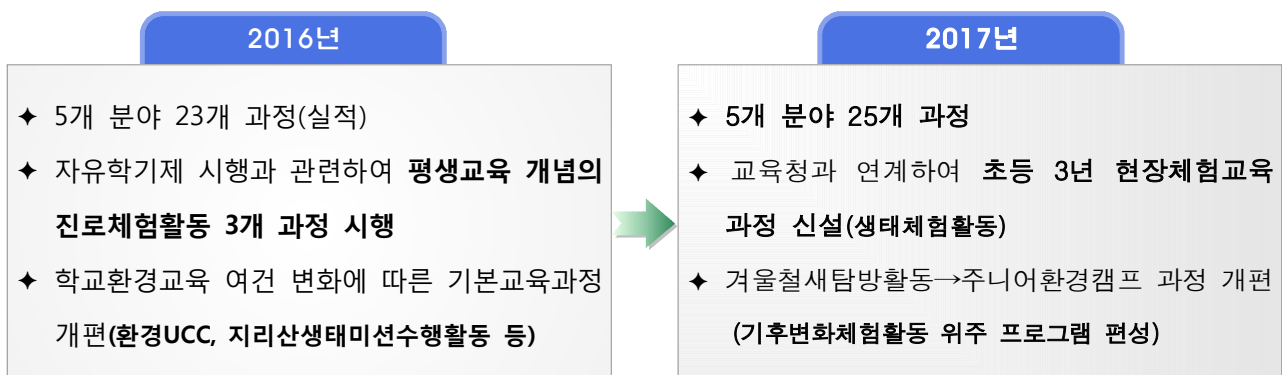 2016년
✦ 5개 분야 23개 과정(실적)
✦ 자유학기제 시행과 관련하여 평생교육 개념의
진로체험활동 3개 과정 시행
✦ 학교환경교육 여건 변화에 따른 기본교육과정
개편(환경UCC, 지리산생태미션수행활동 등)
2017년
✦ 5개 분야 25개 과정
✦ 교육청과 연계하여 초등 3년 현장체험교육
과정 신설(생태체험활동)
✦ 겨울철새탐방활동→주니어환경캠프 과정 개편
(기후변화체험활동 위주 프로그램 편성)